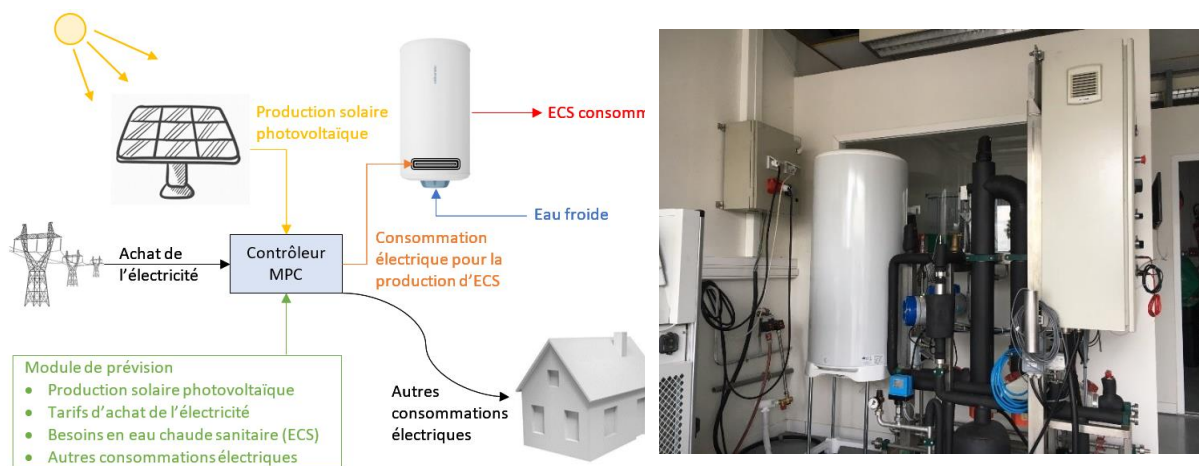 Production solaire
photovoltaïque
ECS consomm
Eau froide
Achat de
l'électricité
Contrôleur
MPC
Consommation
électrique pour la
production d'ECS
Module de prévision
• Production solaire photovoltaïque
• Tarifs d'achat de l'électricité
• Besoins en eau chaude sanitaire (ECS)
• Autres consommations électriques
Autres
consommations
électriques